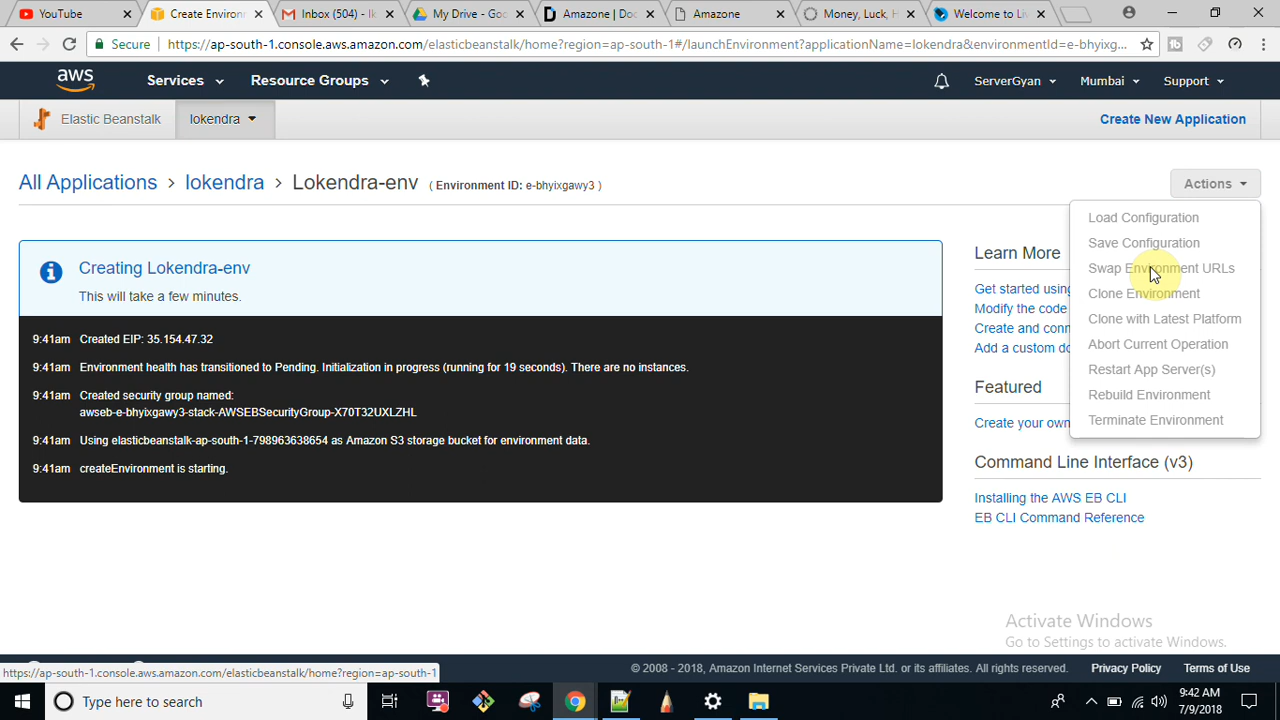 YouTube
Create Environ
Inbox (504) - lk
My Drive - Goo
Amazone | Doc
Amazone
Money, Luck, H
Welcome to Liv
Secure
https://ap-south-1.console.aws.amazon.com/elasticbeanstalk/home?region=ap-south-1#/launchEnvironment?applicationName=lokendra&environmentId=e-bhyixg...
aws
Services
Resource Groups
ServerGyan
Mumbai
Support
Elastic Beanstalk
lokendra
Create New Application
All Applications > lokendra > Lokendra-env ( Environment ID: e-bhyixgawy3 )
Actions
Load Configuration
Save Configuration
Swap Environment URLs
Clone Environment
Clone with Latest Platform
Abort Current Operation
Restart App Server(s)
Rebuild Environment
Terminate Environment
Creating Lokendra-env
This will take a few minutes.
9:41am Created EIP: 35.154.47.32
9:41am Environment health has transitioned to Pending. Initialization in progress (running for 19 seconds). There are no instances.
9:41am Created security group named:
awseb-e-bhyixgawy3-stack-AWSEBSecurityGroup-X70T32UXLZHL
9:41am Using elasticbeanstalk-ap-south-1-798963638654 as Amazon S3 storage bucket for environment data.
9:41am createEnvironment is starting.
Learn More
Get started using
Modify the code
Create and conn
Add a custom do
Featured
Create your own
Command Line Interface (v3)
Installing the AWS EB CLI
EB CLI Command Reference
Activate Windows
Go to Settings to activate Windows.
https://ap-south-1.console.aws.amazon.com/elasticbeanstalk/home?region=ap-south-1
© 2008 - 2018, Amazon Internet Services Private Ltd. or its affiliates. All rights reserved.
Privacy Policy
Terms of Use
Type here to search
9:42 AM
7/9/2018